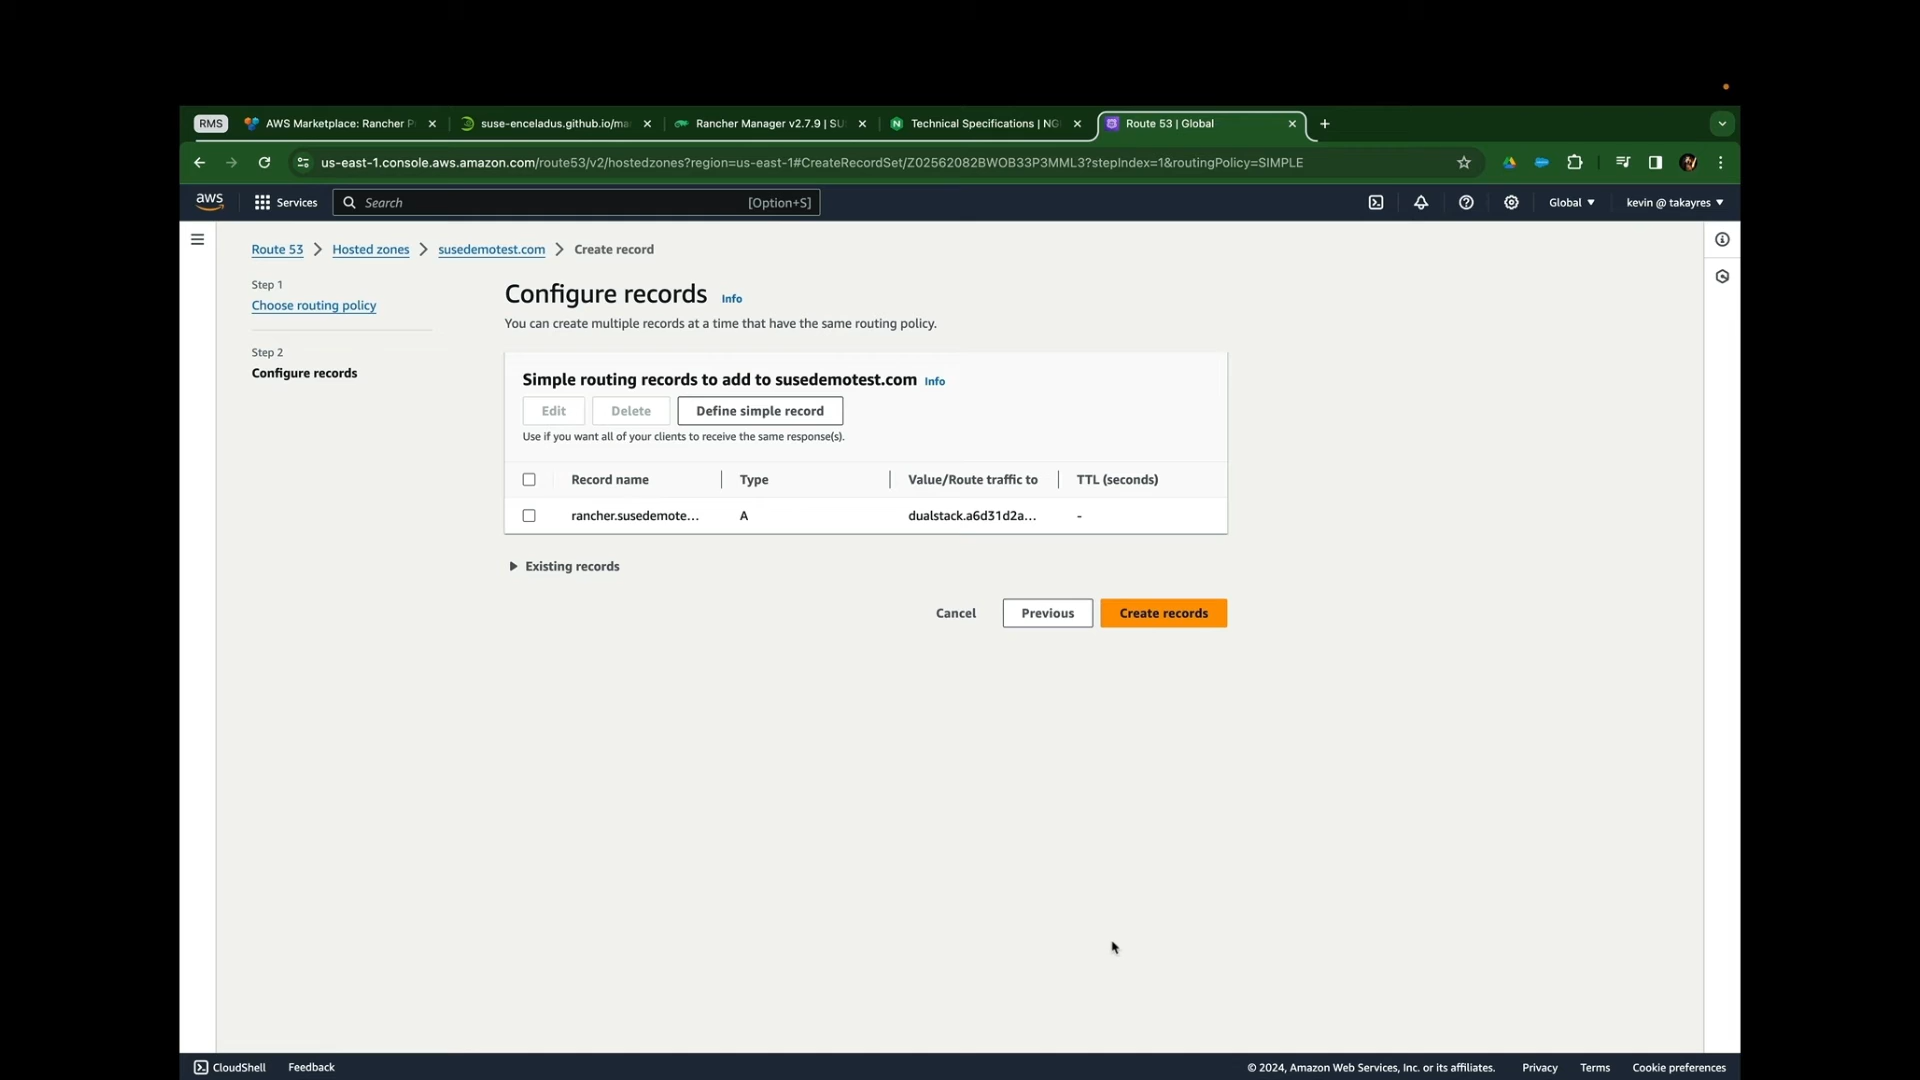 RMS
AWS Marketplace: Rancher P
suse-enceladus.github.io/ma
Rancher Manager v2.7.9 | SU
Technical Specifications | NG
Route 53 | Global
us-east-1.console.aws.amazon.com/route53/v2/hostedzones?region=us-east-1#CreateRecordSet/Z02562082BWOB33P3MML3?stepIndex=1&routingPolicy=SIMPLE
aws
Services
Search
[Option+S]
Global
kevin @ takayres
Route 53 > Hosted zones > susedemotest.com > Create record
Step 1
Choose routing policy
Step 2
Configure records
Configure records Info
You can create multiple records at a time that have the same routing policy.
Simple routing records to add to susedemotest.com Info
Edit Delete Define simple record
Use if you want all of your clients to receive the same response(s).
Record name Type Value/Route traffic to TTL (seconds)
rancher.susedemote... A dualstack.a6d31d2a... -
Existing records
Cancel Previous Create records
CloudShell Feedback
© 2024, Amazon Web Services, Inc. or its affiliates. Privacy Terms Cookie preferences